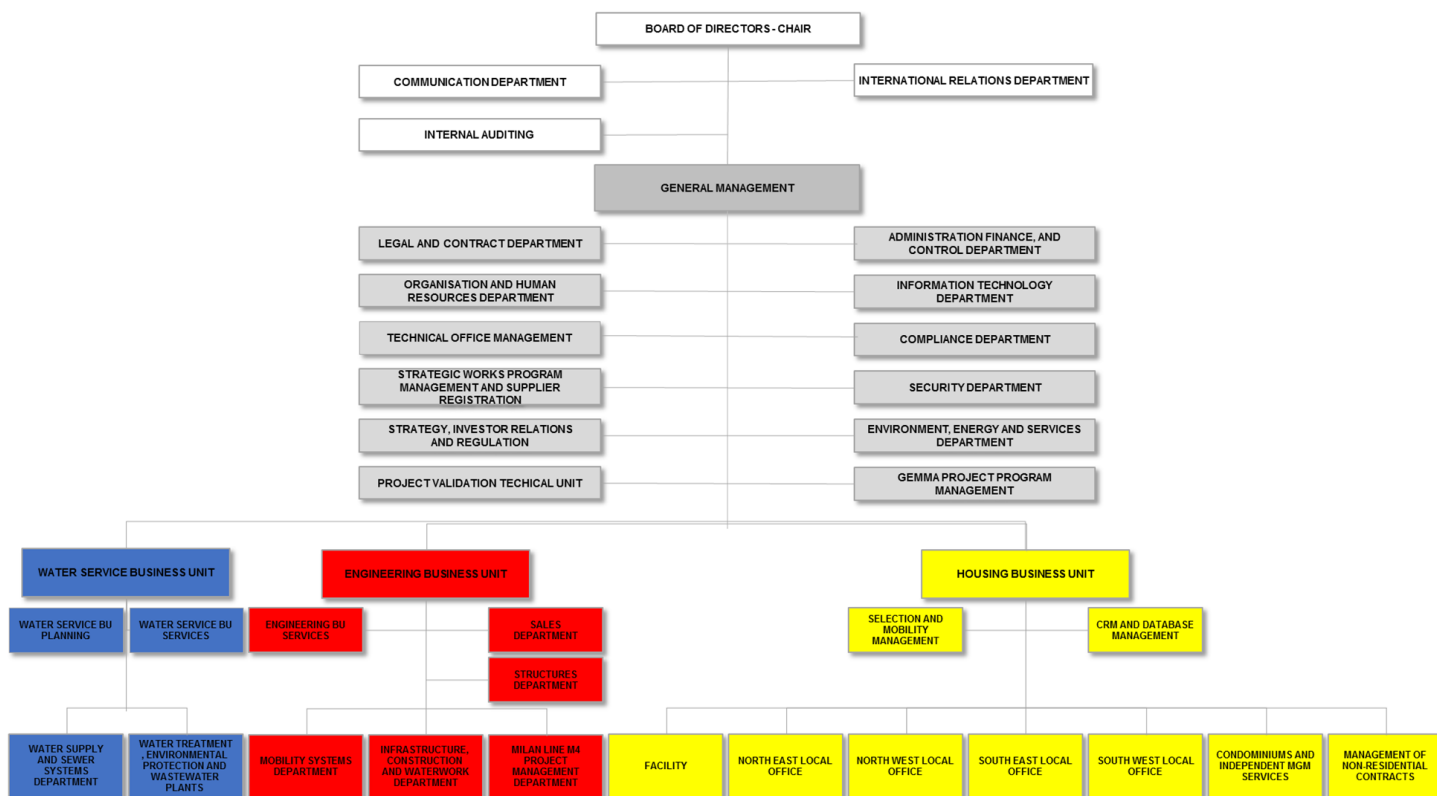 BOARD OF DIRECTORS - CHAIR
COMMUNICATION DEPARTMENT
INTERNATIONAL RELATIONS DEPARTMENT
INTERNAL AUDITING
GENERAL MANAGEMENT
LEGAL AND CONTRACT DEPARTMENT
ADMINISTRATION FINANCE, AND
CONTROL DEPARTMENT
ORGANISATION AND HUMAN
RESOURCES DEPARTMENT
INFORMATION TECHNOLOGY
DEPARTMENT
TECHNICAL OFFICE MANAGEMENT
COMPLIANCE DEPARTMENT
STRATEGIC WORKS PROGRAM
MANAGEMENT AND SUPPLIER
REGISTRATION
SECURITY DEPARTMENT
STRATEGY, INVESTOR RELATIONS
AND REGULATION
ENVIRONMENT, ENERGY AND SERVICES
DEPARTMENT
PROJECT VALIDATION TECHICAL UNIT
GEMMA PROJECT PROGRAM
MANAGEMENT
WATER SERVICE BUSINESS UNIT
ENGINEERING BUSINESS UNIT
HOUSING BUSINESS UNIT
WATER SERVICE BU
PLANNING
WATER SERVICE BU
SERVICES
ENGINEERING BU
SERVICES
SALES
DEPARTMENT
SELECTION AND
MOBILITY
MANAGEMENT
CRM AND DATABASE
MANAGEMENT
STRUCTURES
DEPARTMENT
WATER SUPPLY
AND SEWER
SYSTEMS
DEPARTMENT
WATER TREATMENT
, ENVIRONMENTAL
PROTECTION AND
WASTEWATER
PLANTS
MOBILITY SYSTEMS
DEPARTMENT
INFRASTRUCTURE,
CONSTRUCTION
AND WATERWORK
DEPARTMENT
MILAN LINE M4
PROJECT
MANAGEMENT
DEPARTMENT
FACILITY
NORTH EAST LOCAL
OFFICE
NORTH WEST LOCAL
OFFICE
SOUTH EAST LOCAL
OFFICE
SOUTH WEST LOCAL
OFFICE
CONDOMINIUMS AND
INDEPENDENT MGM
SERVICES
MANAGEMENT OF
NON-RESIDENTIAL
CONTRACTS